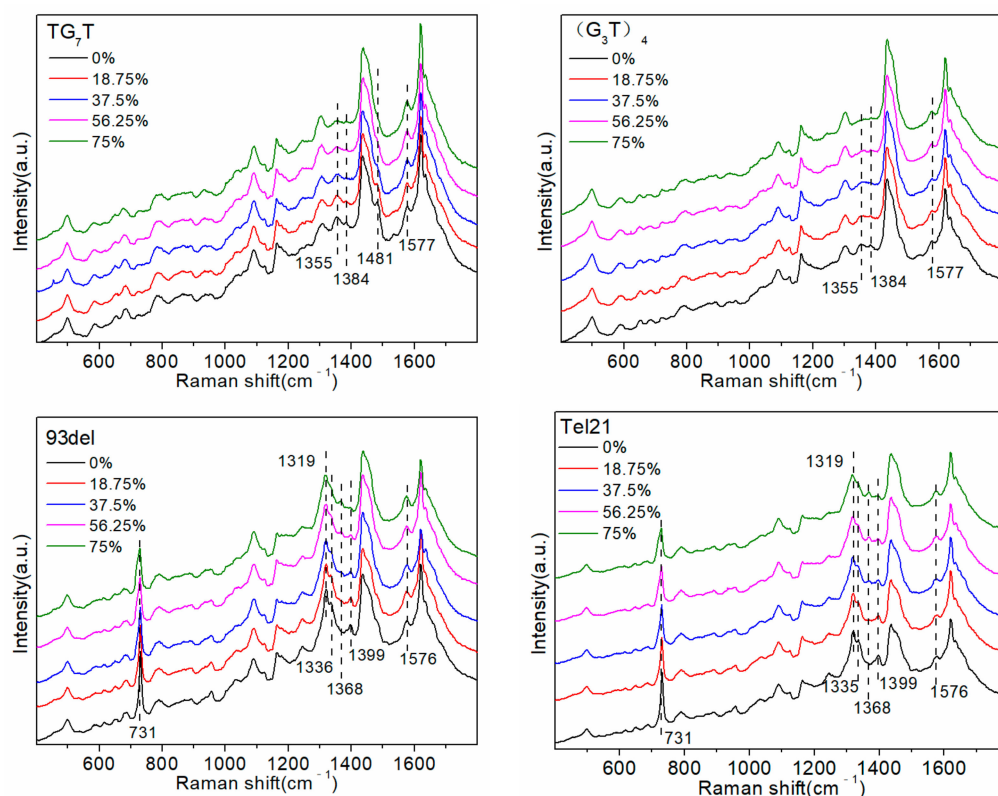 TG₇T
0%
18.75%
37.5%
56.25%
75%
1355
1384
1481
1577
Intensity(a.u.)
600 800 1000 1200 1400 1600
Raman shift(cm⁻¹)
（G₃T）₄
0%
18.75%
37.5%
56.25%
75%
1355
1384
1577
Intensity(a.u.)
400 600 800 1000 1200 1400 1600
Raman shift(cm⁻¹)
93del
0%
18.75%
37.5%
56.25%
75%
1319
1336
1368
1399
1576
731
Intensity(a.u.)
600 800 1000 1200 1400 1600
Raman shift(cm⁻¹)
Tel21
0%
18.75%
37.5%
56.25%
75%
1319
1335
1368
1399
1576
731
Intensity(a.u.)
400 600 800 1000 1200 1400 1600
Raman shift(cm⁻¹)